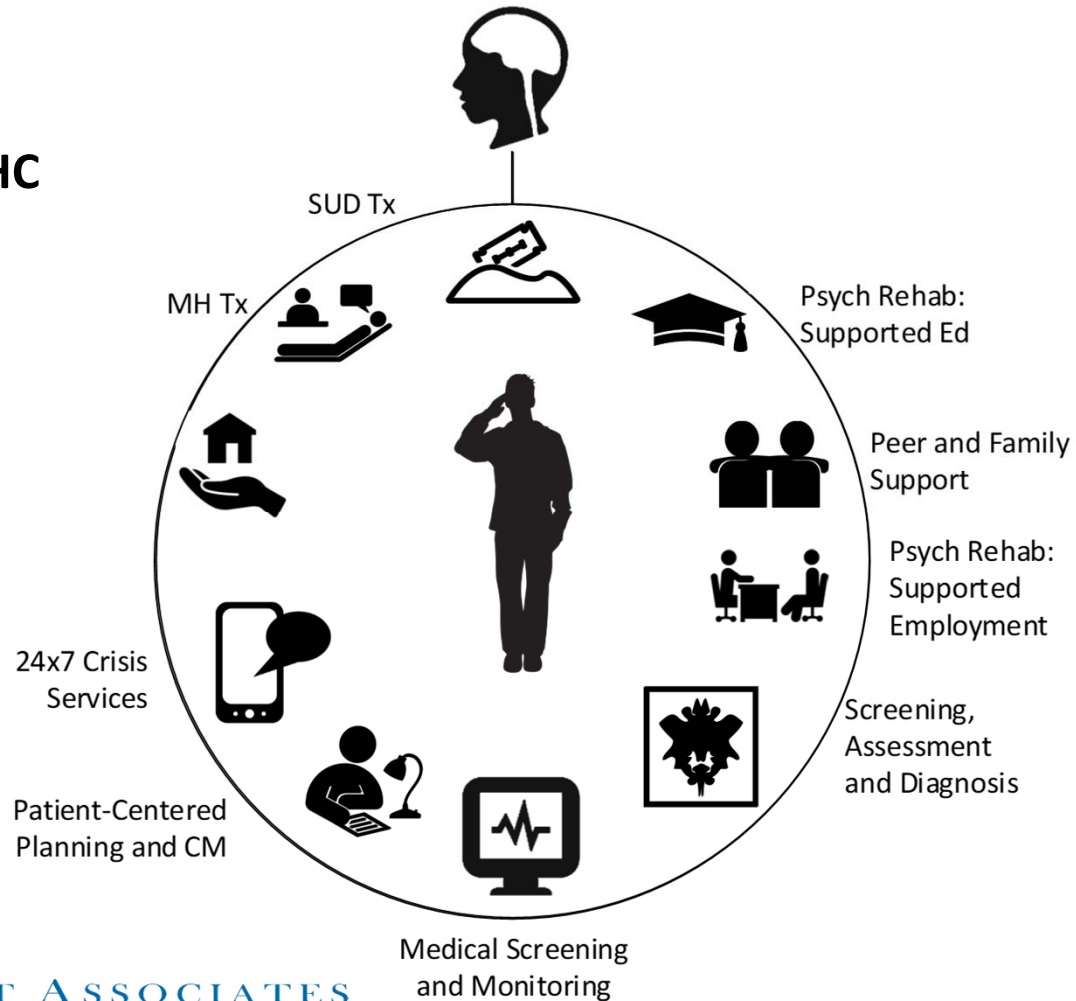 HC
SUD Tx
MH Tx
Psych Rehab:
Supported Ed
Peer and Family
Support
Psych Rehab:
Supported
Employment
24x7 Crisis
Services
Screening,
Assessment
and Diagnosis
Patient-Centered
Planning and CM
Medical Screening
and Monitoring
T ASSOCIATES